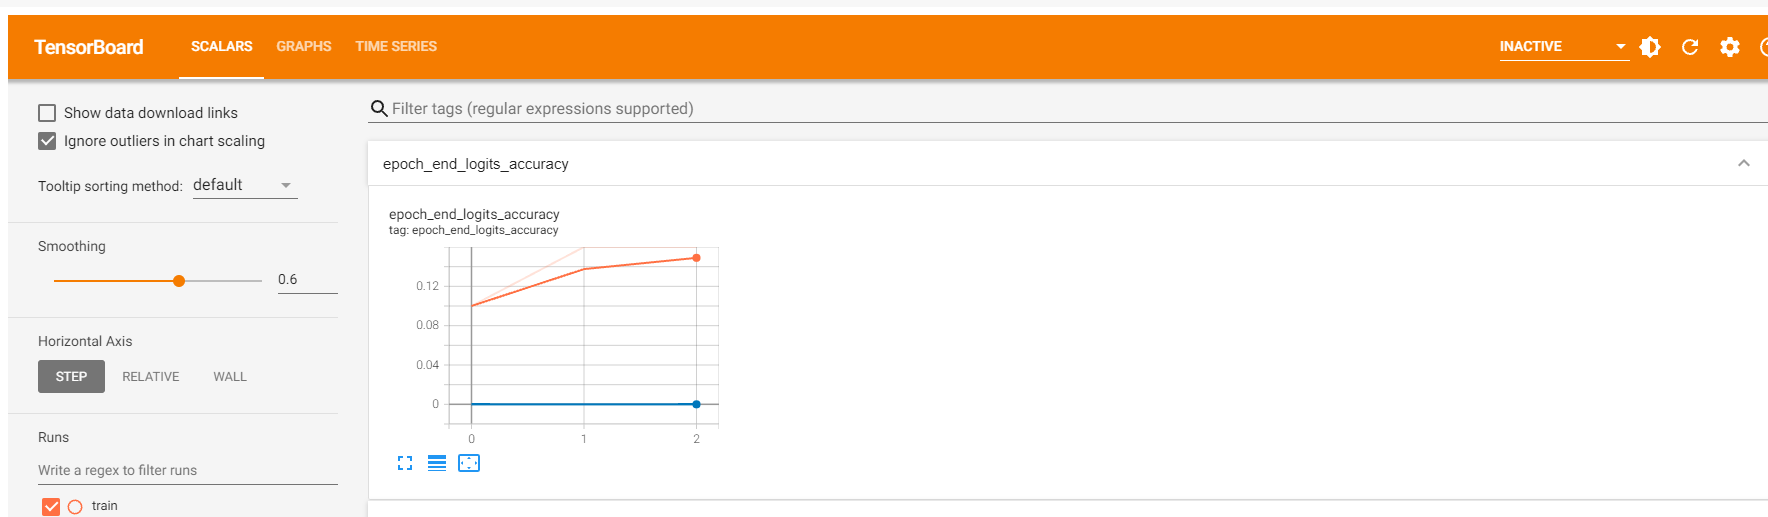 TensorBoard SCALARS GRAPHS TIME SERIES INACTIVE
Show data download links
Ignore outliers in chart scaling
Tooltip sorting method: default
Smoothing
0.6
Horizontal Axis
STEP RELATIVE WALL
Runs
Write a regex to filter runs
train
Filter tags (regular expressions supported)
epoch_end_logits_accuracy
epoch_end_logits_accuracy
tag: epoch_end_logits_accuracy
0.12
0.08
0.04
0
0 1 2